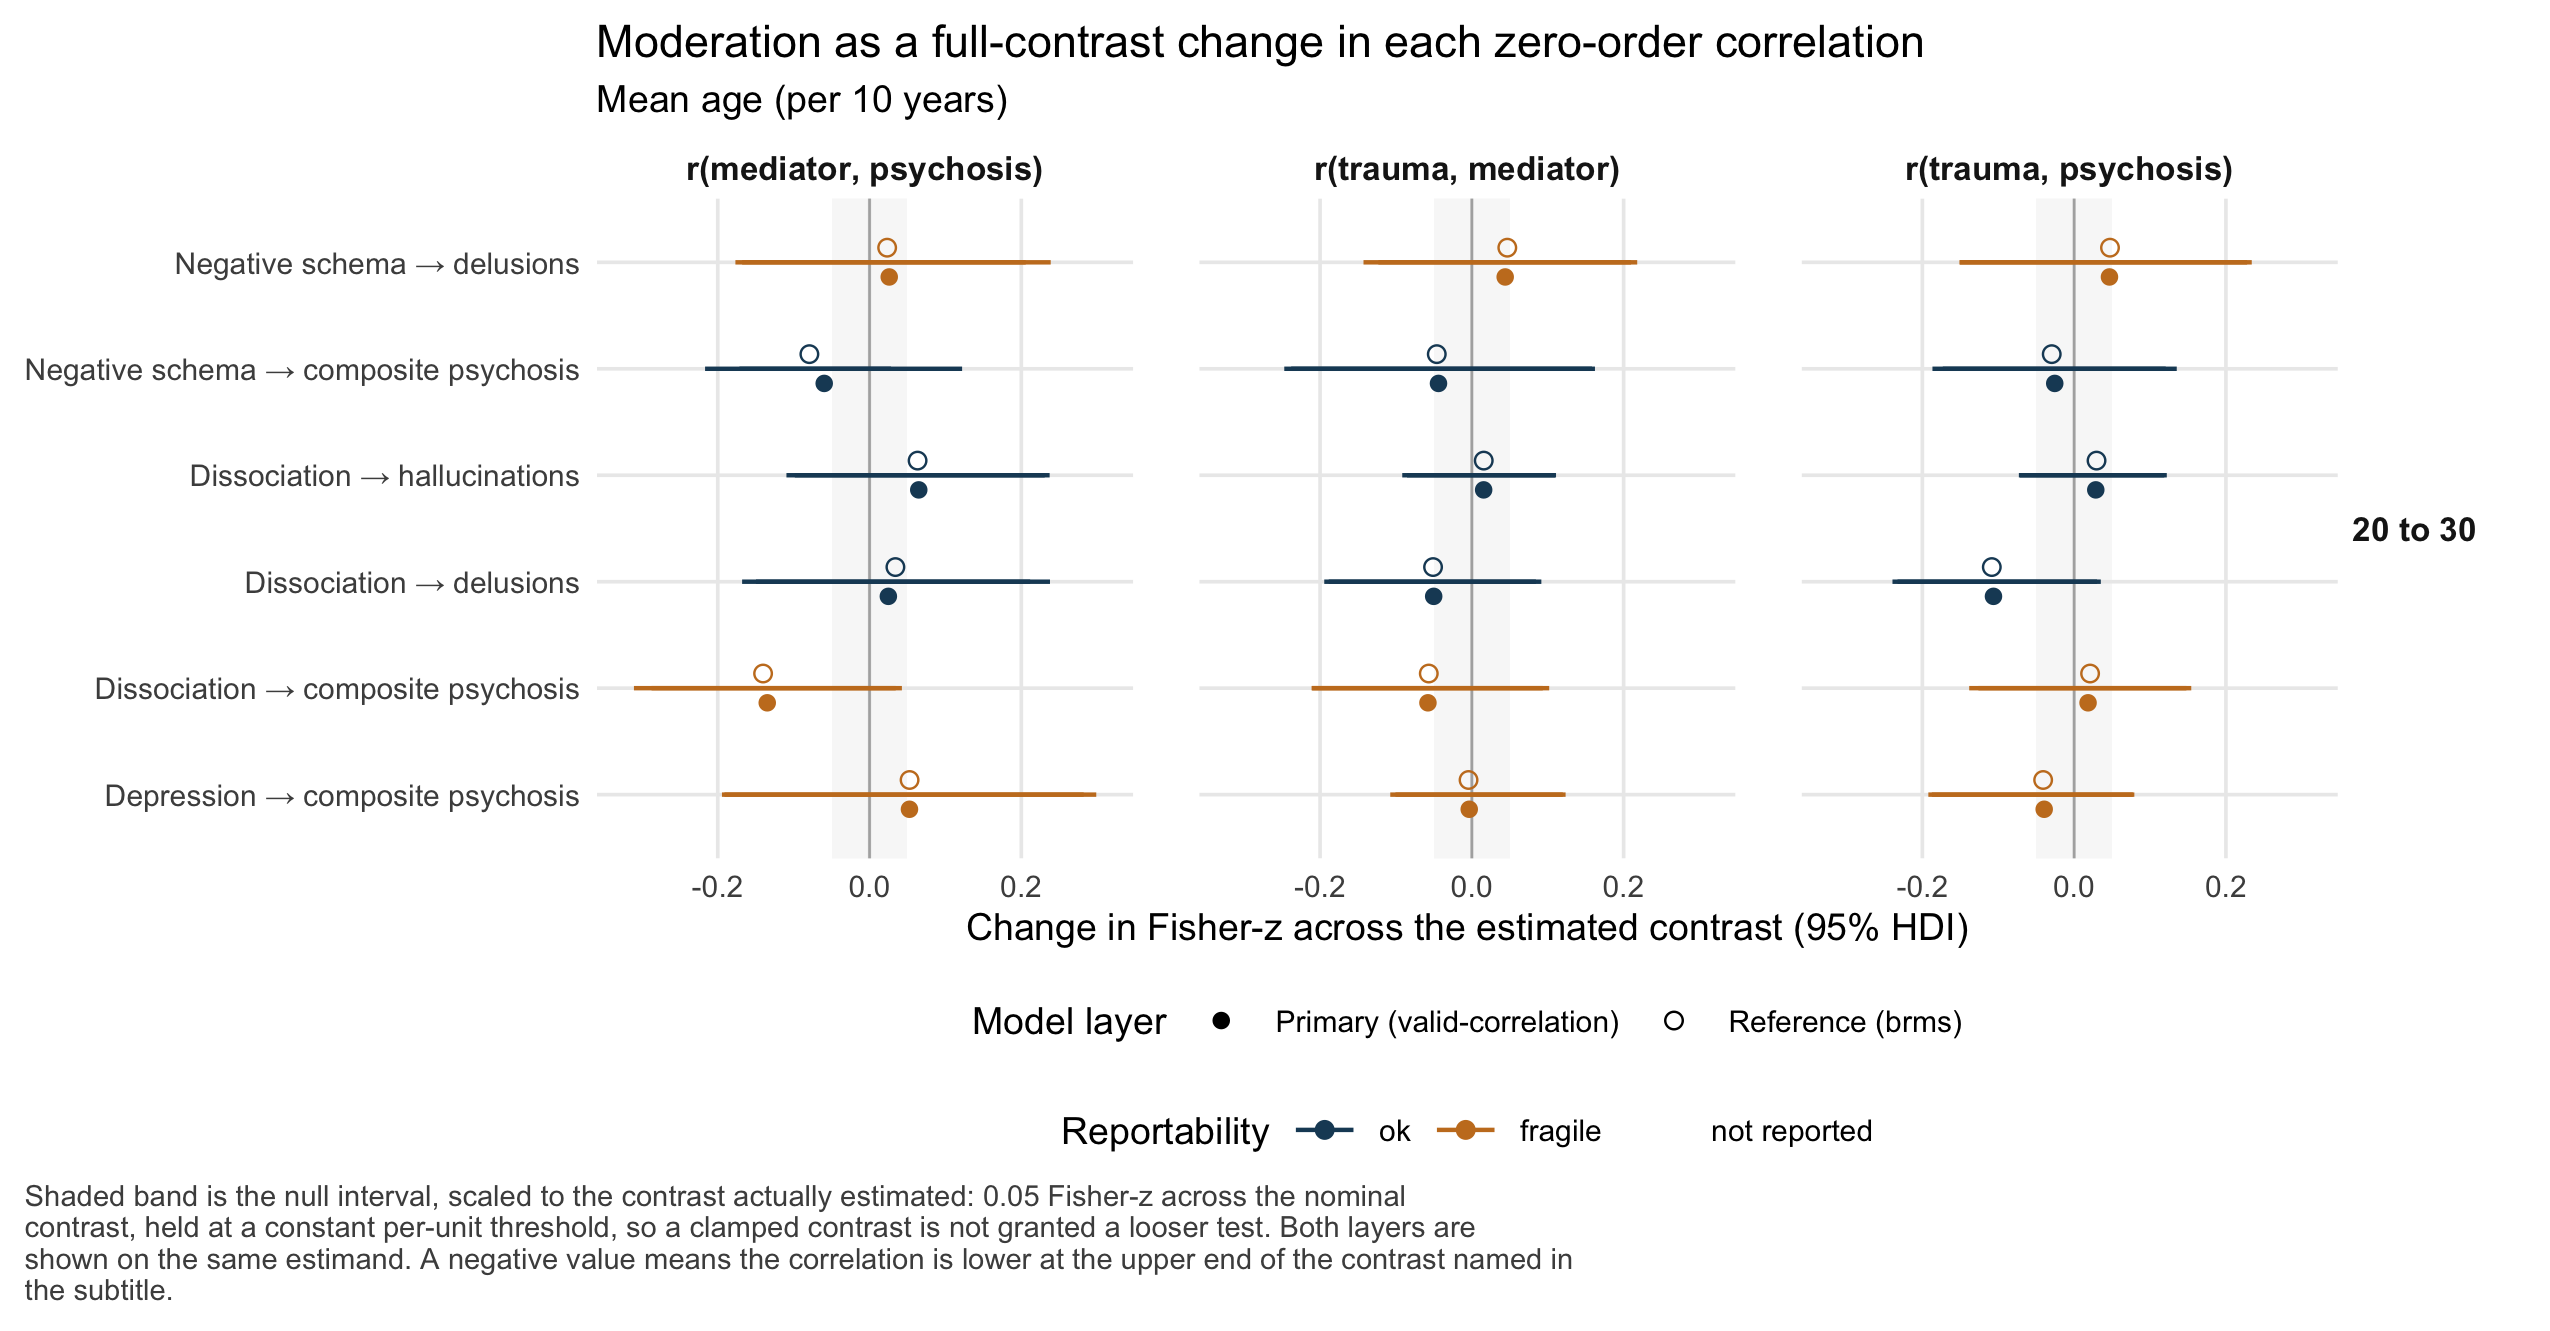 Moderation as a full-contrast change in each zero-order correlation
Mean age (per 10 years)
r(mediator, psychosis)
r(trauma, mediator)
r(trauma, psychosis)
Negative schema → delusions
Negative schema → composite psychosis
Dissociation → hallucinations
Dissociation → delusions
Dissociation → composite psychosis
Depression → composite psychosis
20 to 30
-0.2 0.0 0.2
-0.2 0.0 0.2
-0.2 0.0 0.2
Change in Fisher-z across the estimated contrast (95% HDI)
Model layer Primary (valid-correlation) Reference (brms)
Reportability ok fragile not reported
Shaded band is the null interval, scaled to the contrast actually estimated: 0.05 Fisher-z across the nominal
contrast, held at a constant per-unit threshold, so a clamped contrast is not granted a looser test. Both layers are
shown on the same estimand. A negative value means the correlation is lower at the upper end of the contrast named in
the subtitle.